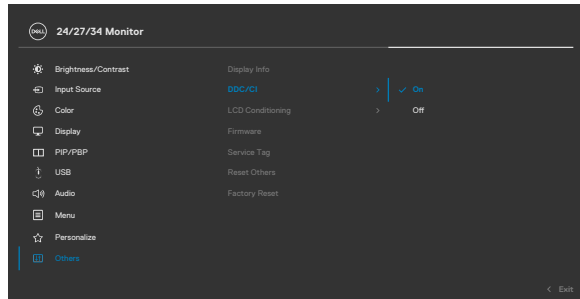 DELL 24/27/34 Monitor
Brightness/Contrast Display Info
Input Source DDC/CI > On
Color LCD Conditioning > Off
Display Firmware
PIP/PBP Service Tag
USB Reset Others
Audio Factory Reset
Menu
Personalize
Others
< Exit